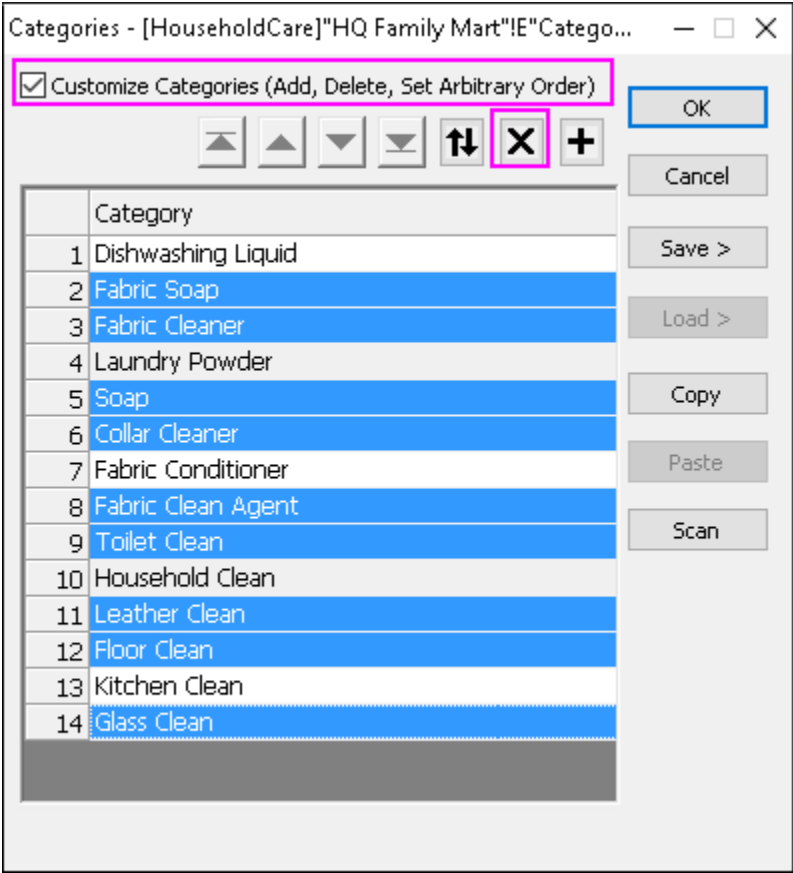 Categories - [HouseholdCare]"HQ Family Mart"!E"Catego...
Customize Categories (Add, Delete, Set Arbitrary Order)
OK
Cancel
Save >
Load >
Copy
Paste
Scan
Category
1 Dishwashing Liquid
2 Fabric Soap
3 Fabric Cleaner
4 Laundry Powder
5 Soap
6 Collar Cleaner
7 Fabric Conditioner
8 Fabric Clean Agent
9 Toilet Clean
10 Household Clean
11 Leather Clean
12 Floor Clean
13 Kitchen Clean
14 Glass Clean